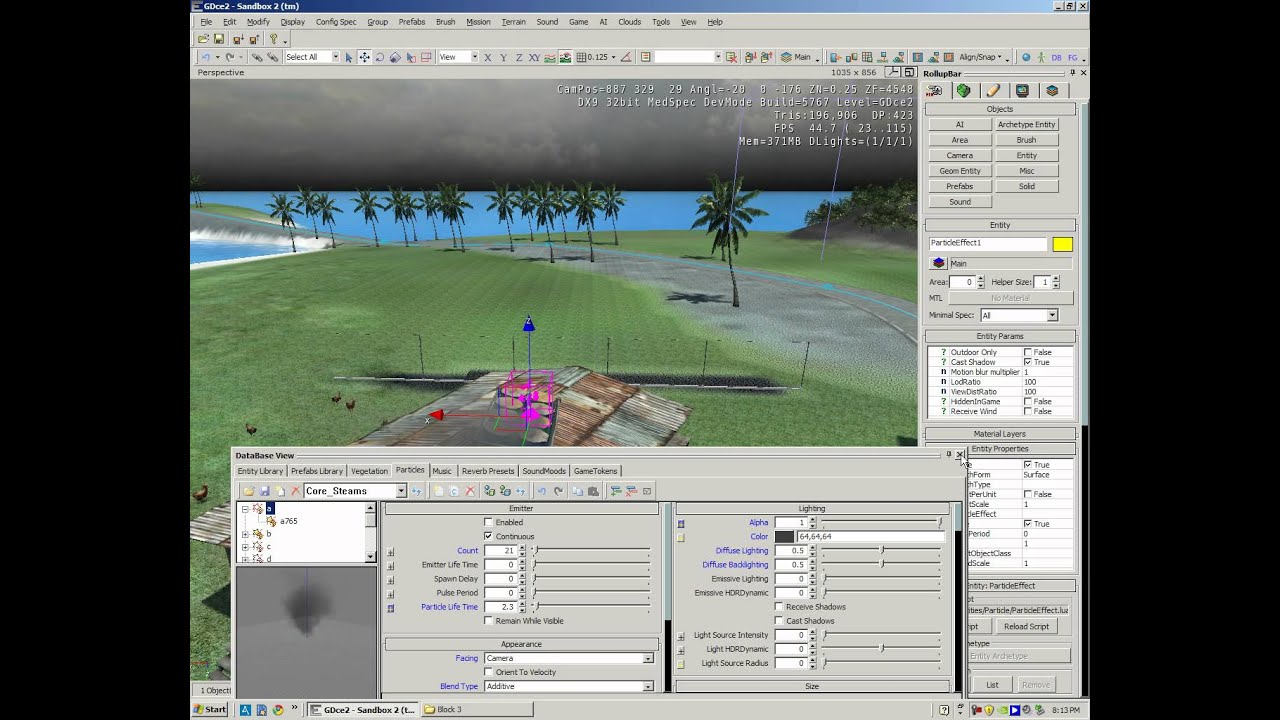 GDce2 - Sandbox 2 (tm)
File Edit Modify Display Config Spec Group Prefabs Brush Mission Terrain Sound Game AI Clouds Tools View Help
Select All View X Y Z XY 0.125 Main Align/Snap DB FG
Perspective 1035 x 856
CamPos=887 329 29 Angl=-20 0 -176 ZN=0.25 ZF=4548
DX9 32bit MedSpec DevMode Build=5767 Level=GDce2
Tris:196,906 DP:423
FPS 44.7 ( 23..115)
Mem=371MB DLights=(1/1/1)
RollupBar
Objects
AI Archetype Entity
Area Brush
Camera Entity
Geom Entity Misc
Prefabs Solid
Sound
Entity
ParticleEffect1
Main
Area: 0 Helper Size: 1
MTL No Material
Minimal Spec: All
Entity Params
Outdoor Only False
Cast Shadow True
Motion blur multiplier 1
LodRatio 100
ViewDistRatio 100
HiddenInGame False
Receive Wind False
Material Layers
Entity Properties
True
Form Surface
Type
tPerUnit False
Scale 1
Effect
True
Period 0
1
tObjectClass
dScale 1
Entity: ParticleEffect
ities/Particle/ParticleEffect.lua
ript Reload Script
hetype
Entity Archetype
List Remove
z
x
DataBase View
Entity Library Prefabs Library Vegetation Particles Music Reverb Presets SoundMoods GameTokens
Core_Steams
a
a765
b
c
d
Emitter
Enabled
Continuous
Count 21
Emitter Life Time 0
Spawn Delay 0
Pulse Period 0
Particle Life Time 2.3
Remain While Visible
Appearance
Facing Camera
Orient To Velocity
Blend Type Additive
Lighting
Alpha 1
Color 64,64,64
Diffuse Lighting 0.5
Diffuse Backlighting 0.5
Emissive Lighting 0
Emissive HDRDynamic 0
Receive Shadows
Cast Shadows
Light Source Intensity 0
Light HDRDynamic 0
Light Source Radius 0
Size
1 Object(
Start GDce2 - Sandbox 2 (t... Block 3 8:13 PM